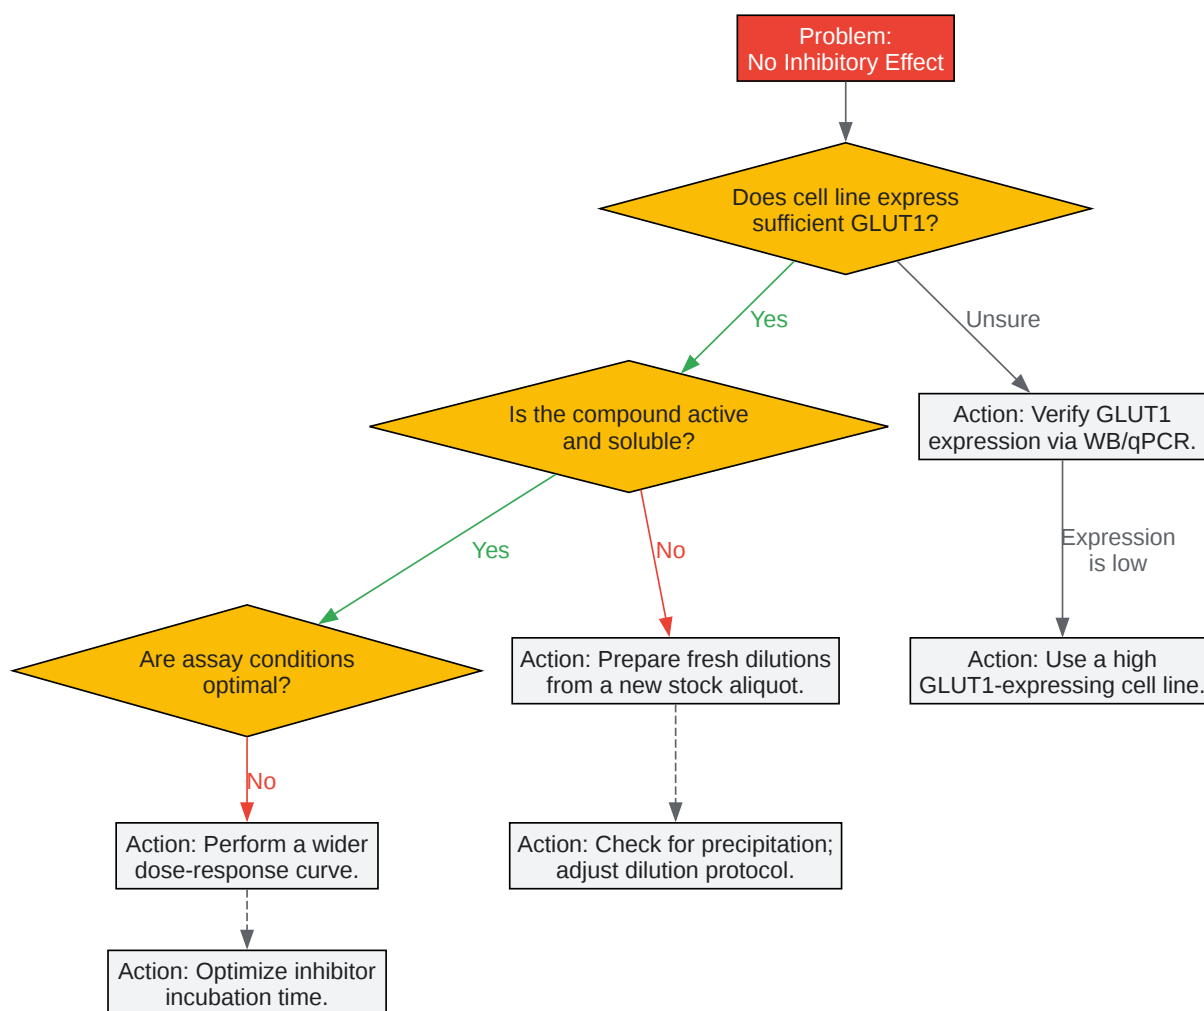 Problem:
No Inhibitory Effect
Does cell line express
sufficient GLUT1?
Yes
Unsure
Is the compound active
and soluble?
Action: Verify GLUT1
expression via WB/qPCR.
Yes
No
Expression
is low
Are assay conditions
optimal?
Action: Prepare fresh dilutions
from a new stock aliquot.
Action: Use a high
GLUT1-expressing cell line.
No
Action: Perform a wider
dose-response curve.
Action: Check for precipitation;
adjust dilution protocol.
Action: Optimize inhibitor
incubation time.